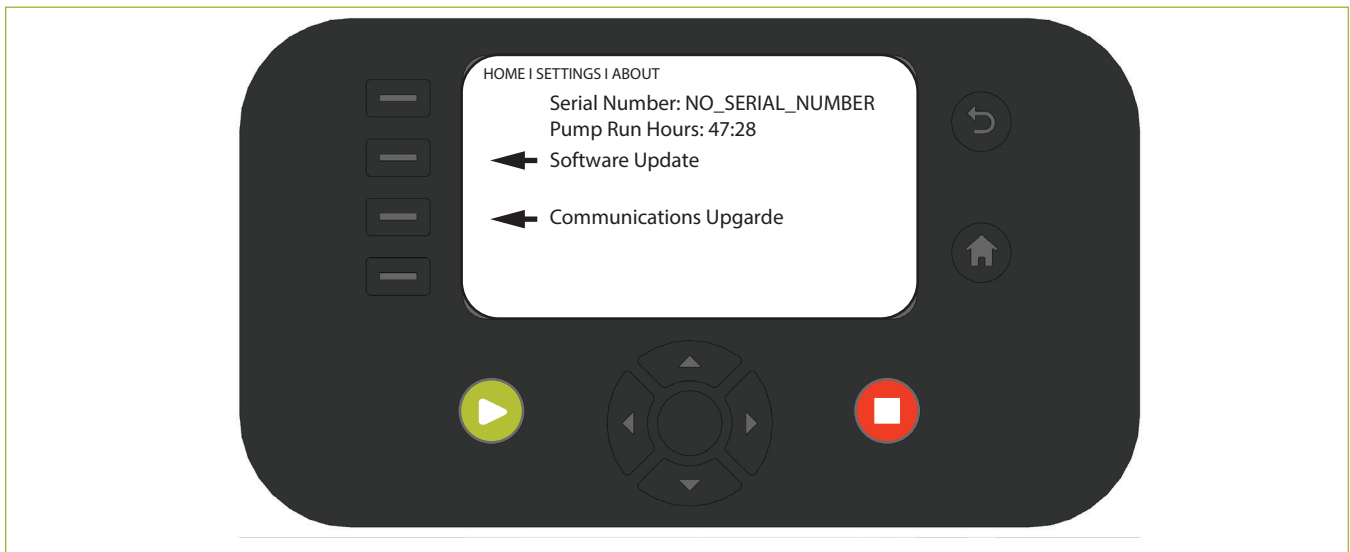 HOME I SETTINGS I ABOUT
Serial Number: NO_SERIAL_NUMBER
Pump Run Hours: 47:28
Software Update
Communications Upgarde